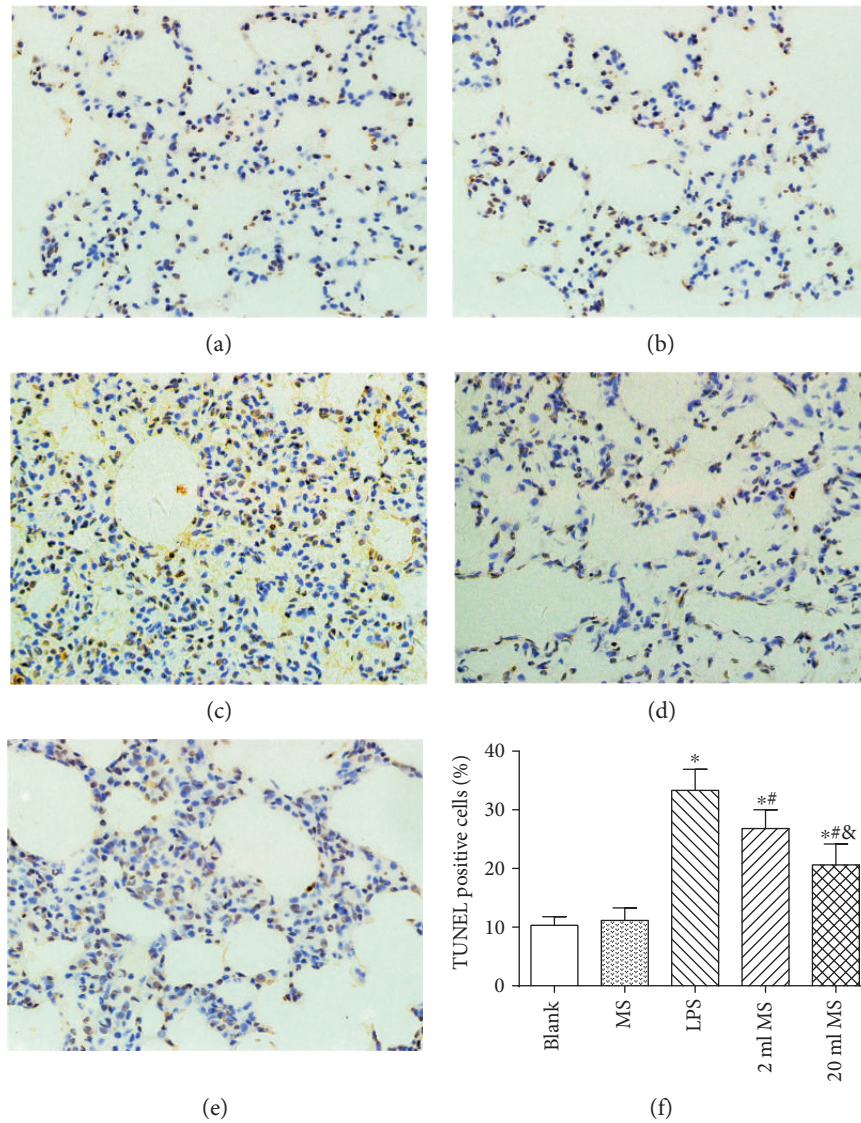 (a)
(b)
(c)
(d)
(e)
TUNEL positive cells (%)
40
30
20
10
0
*
*#
*#&
Blank
MS
LPS
2 ml MS
20 ml MS
(f)